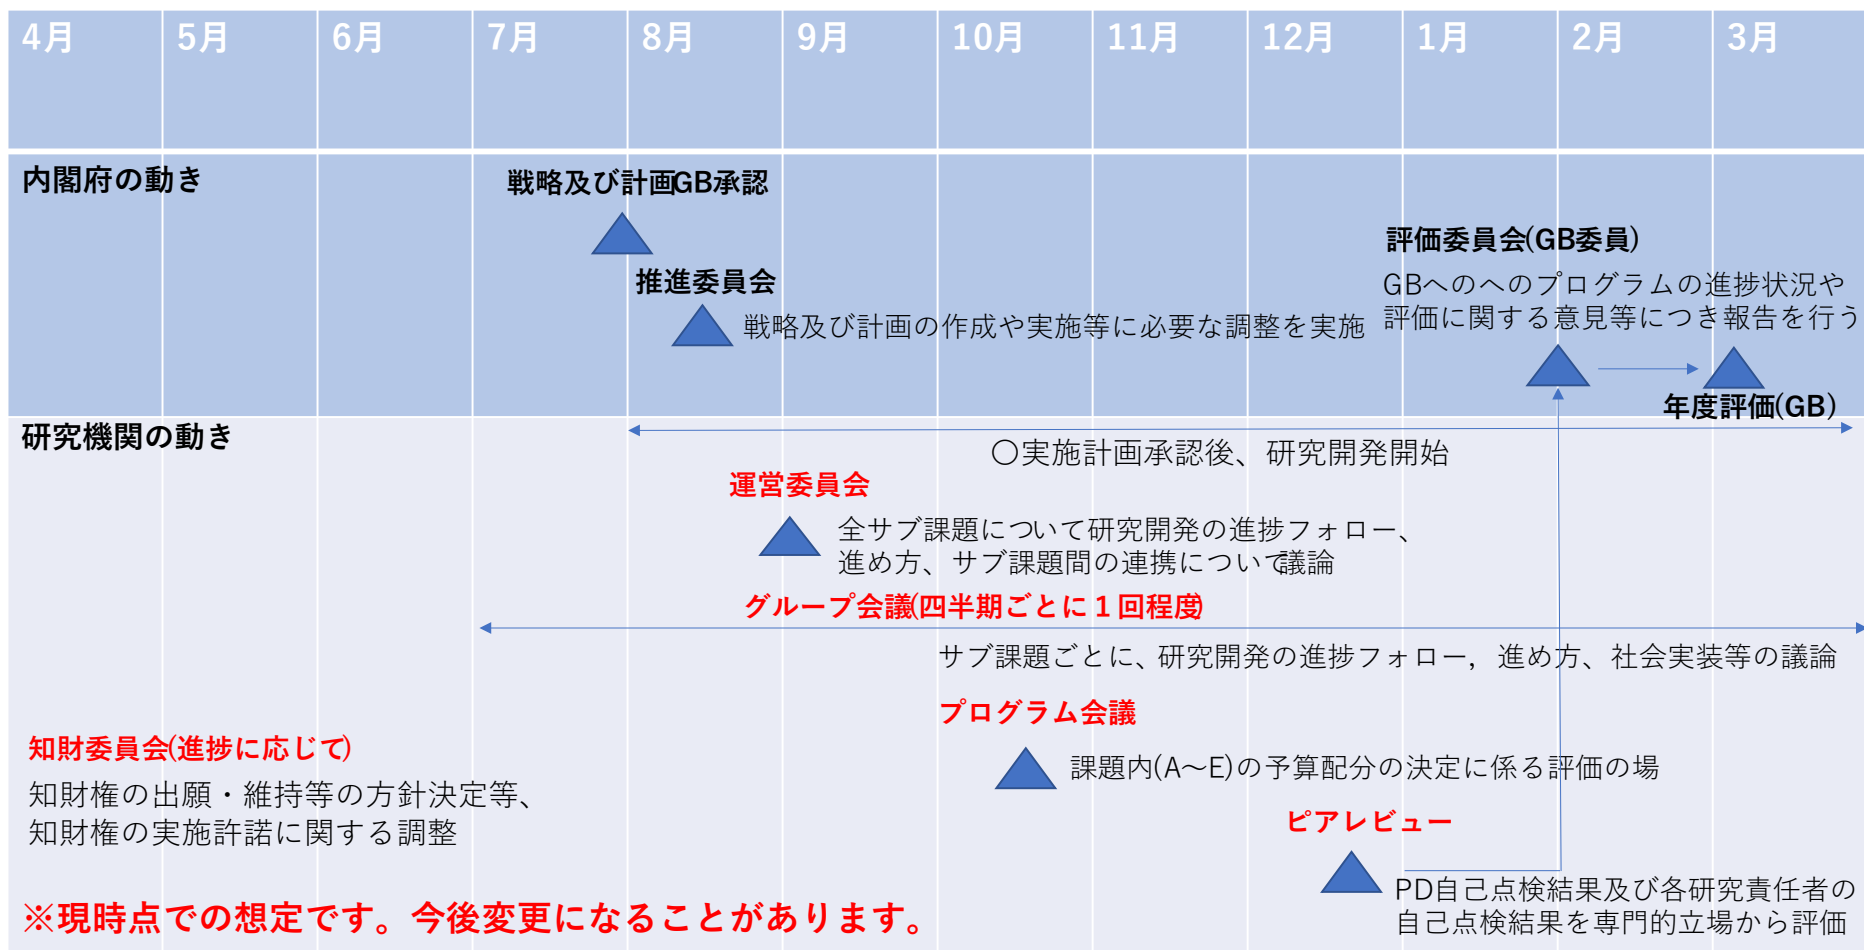 4月 5月 6月 7月 8月 9月 10月 11月 12月 1月 2月 3月
内閣府の動き
戦略及び計画GB承認
推進委員会
戦略及び計画の作成や実施等に必要な調整を実施
評価委員会(GB委員)
GBへのへのプログラムの進捗状況や
評価に関する意見等につき報告を行う
年度評価(GB)
研究機関の動き
〇実施計画承認後、研究開発開始
運営委員会
全サブ課題について研究開発の進捗フォロー、
進め方、サブ課題間の連携について議論
グループ会議(四半期ごとに１回程度)
サブ課題ごとに、研究開発の進捗フォロー，進め方、社会実装等の議論
プログラム会議
課題内(A～E)の予算配分の決定に係る評価の場
知財委員会(進捗に応じて)
知財権の出願・維持等の方針決定等、
知財権の実施許諾に関する調整
ピアレビュー
PD自己点検結果及び各研究責任者の
自己点検結果を専門的立場から評価
※現時点での想定です。今後変更になることがあります。